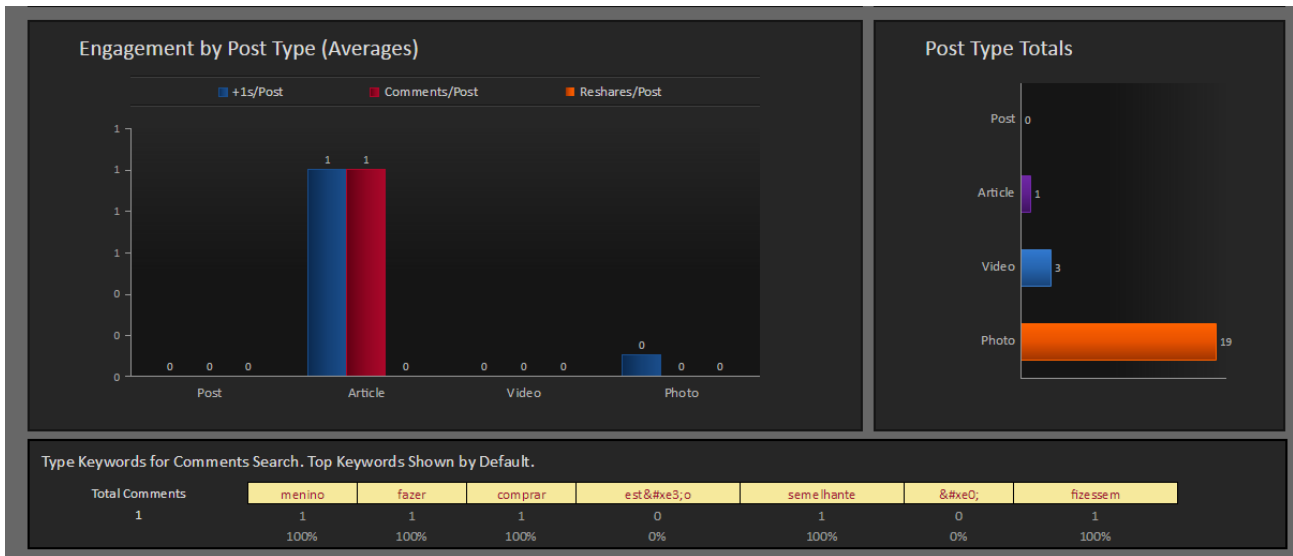 Engagement by Post Type (Averages)
+1s/Post Comments/Post Reshares/Post
1
1
1
1
0
0
0
0 0 0
1 1 0
0 0 0
0 0 0
Post Article Video Photo
Post Type Totals
Post 0
Article 1
Video 3
Photo 19
Type Keywords for Comments Search. Top Keywords Shown by Default.
Total Comments menino fazer comprar est&#xe3;o semelhante &#xe0; fizessem
1 1 1 1 0 1 0 1
100% 100% 100% 0% 100% 0% 100%